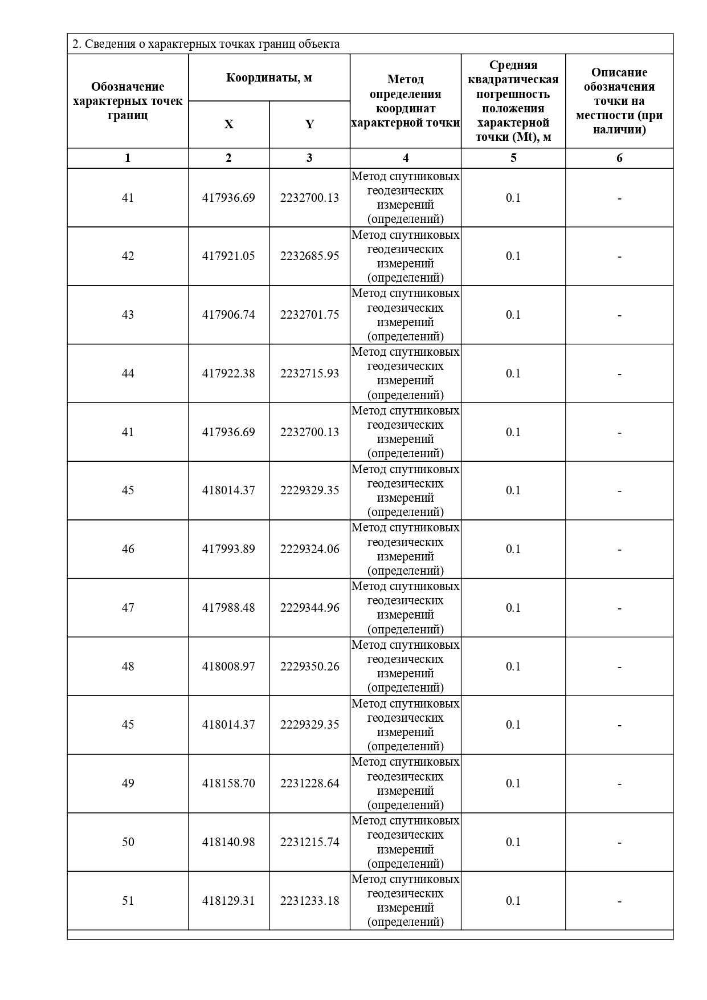 2. Сведения о характерных точках границ объекта
Обозначение
характерных точек
границ
Координаты, м
X
Y
Метод
определения
координат
характерной точки
Средняя
квадратическая
погрешность
положения
характерной
точки (Mt), м
Описание
обозначения
точки на
местности (при
наличии)
1 2 3 4 5 6
41 417936.69 2232700.13 Метод спутниковых
геодезических
измерений
(определений) 0.1 -
42 417921.05 2232685.95 Метод спутниковых
геодезических
измерений
(определений) 0.1 -
43 417906.74 2232701.75 Метод спутниковых
геодезических
измерений
(определений) 0.1 -
44 417922.38 2232715.93 Метод спутниковых
геодезических
измерений
(определений) 0.1 -
41 417936.69 2232700.13 Метод спутниковых
геодезических
измерений
(определений) 0.1 -
45 418014.37 2229329.35 Метод спутниковых
геодезических
измерений
(определений) 0.1 -
46 417993.89 2229324.06 Метод спутниковых
геодезических
измерений
(определений) 0.1 -
47 417988.48 2229344.96 Метод спутниковых
геодезических
измерений
(определений) 0.1 -
48 418008.97 2229350.26 Метод спутниковых
геодезических
измерений
(определений) 0.1 -
45 418014.37 2229329.35 Метод спутниковых
геодезических
измерений
(определений) 0.1 -
49 418158.70 2231228.64 Метод спутниковых
геодезических
измерений
(определений) 0.1 -
50 418140.98 2231215.74 Метод спутниковых
геодезических
измерений
(определений) 0.1 -
51 418129.31 2231233.18 Метод спутниковых
геодезических
измерений
(определений) 0.1 -